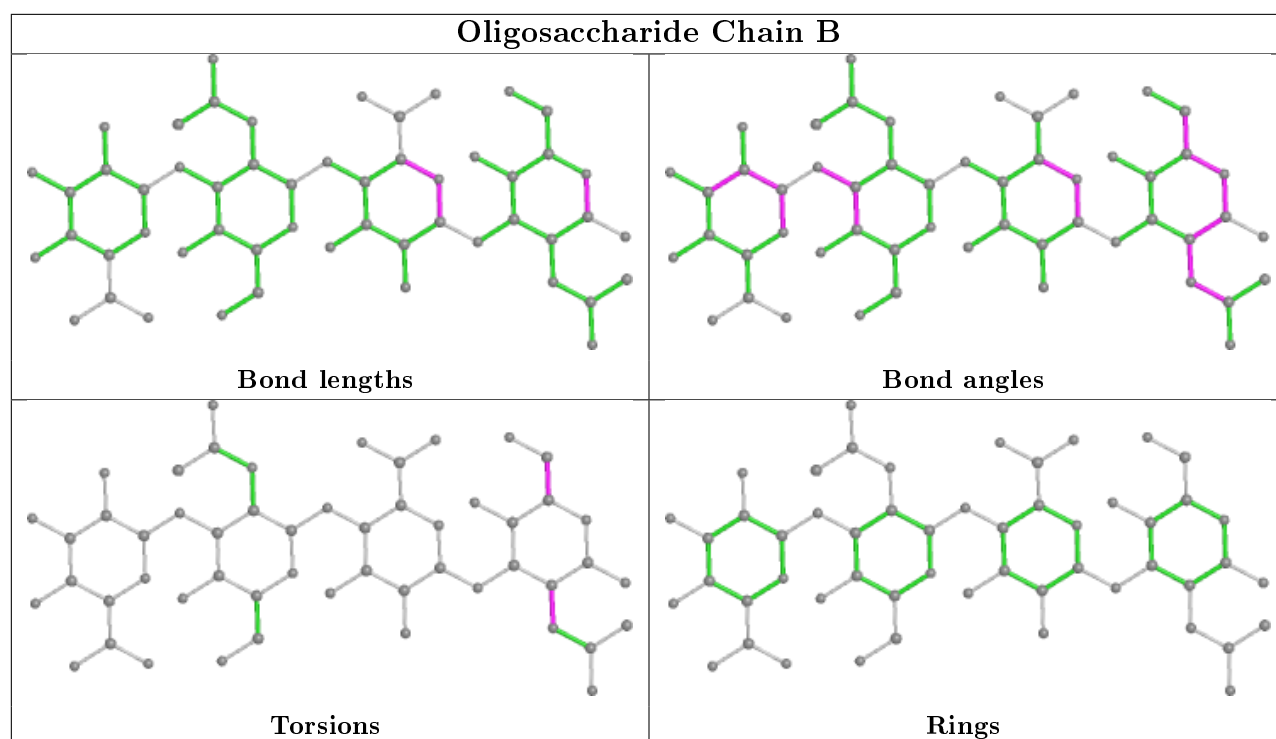 Oligosaccharide Chain B
Bond lengths
Bond angles
Torsions
Rings